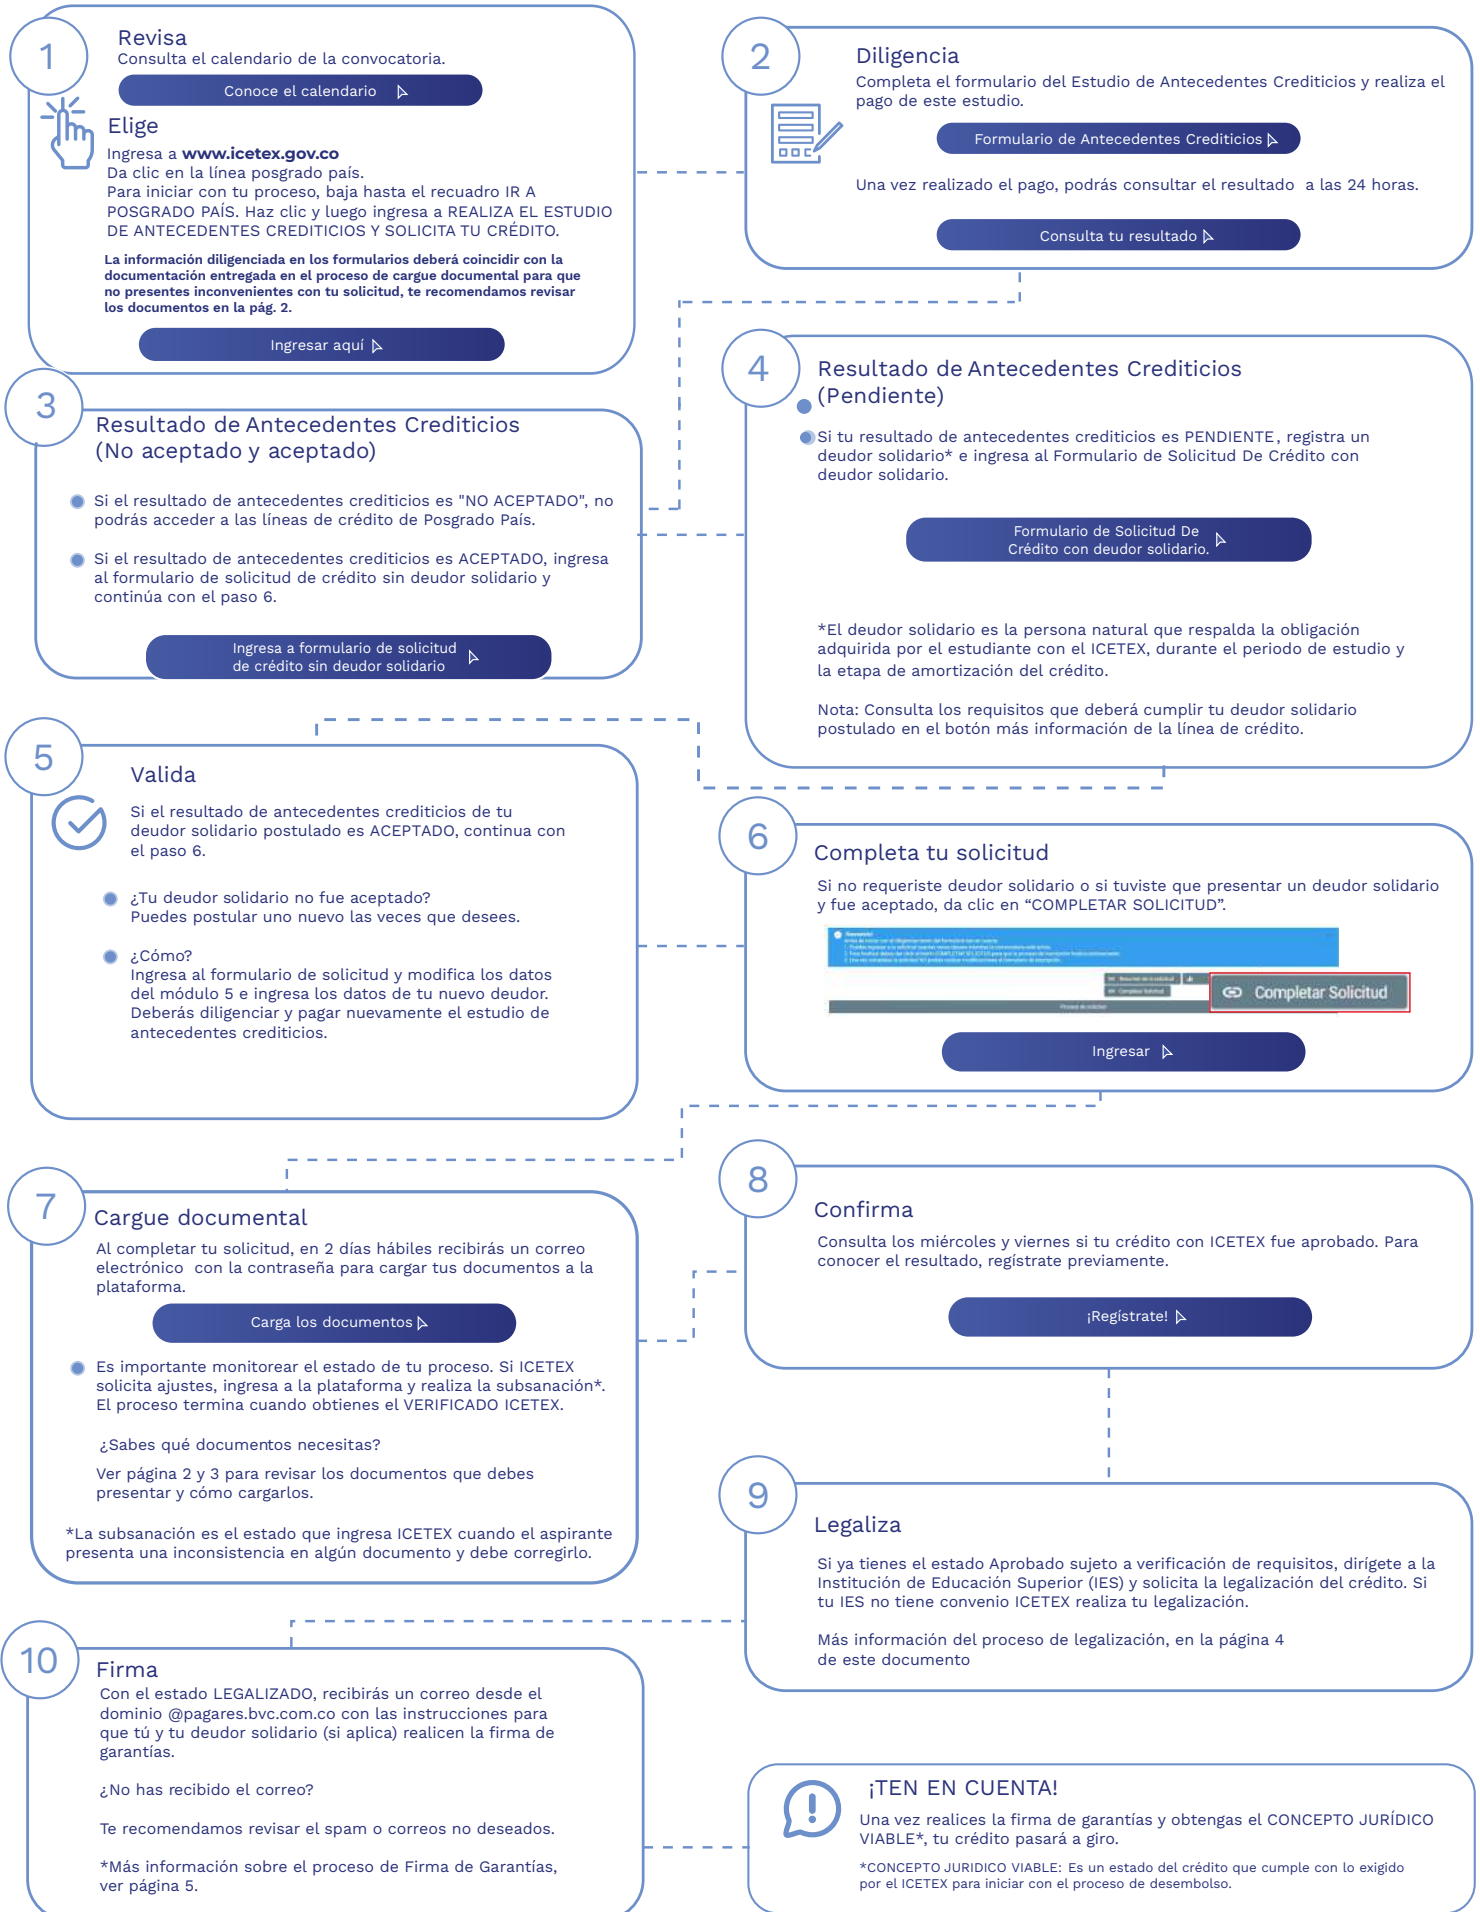 1
Revisa
Consulta el calendario de la convocatoria.
Conoce el calendario
Elige
Ingresa a www.icetex.gov.co
Da clic en la línea posgrado país.
Para iniciar con tu proceso, baja hasta el recuadro IR A
POSGRADO PAÍS. Haz clic y luego ingresa a REALIZA EL ESTUDIO
DE ANTECEDENTES CREDITICIOS Y SOLICITA TU CRÉDITO.
La información diligenciada en los formularios deberá coincidir con la
documentación entregada en el proceso de cargue documental para que
no presentes inconvenientes con tu solicitud, te recomendamos revisar
los documentos en la pág. 2.
Ingresar aquí
2
Diligencia
Completa el formulario del Estudio de Antecedentes Crediticios y realiza el
pago de este estudio.
Formulario de Antecedentes Crediticios
Una vez realizado el pago, podrás consultar el resultado a las 24 horas.
Consulta tu resultado
3
Resultado de Antecedentes Crediticios
(No aceptado y aceptado)
Si el resultado de antecedentes crediticios es "NO ACEPTADO", no
podrás acceder a las líneas de crédito de Posgrado País.
Si el resultado de antecedentes crediticios es ACEPTADO, ingresa
al formulario de solicitud de crédito sin deudor solidario y
continúa con el paso 6.
Ingresa a formulario de solicitud
de crédito sin deudor solidario
4
Resultado de Antecedentes Crediticios
(Pendiente)
Si tu resultado de antecedentes crediticios es PENDIENTE, registra un
deudor solidario* e ingresa al Formulario de Solicitud De Crédito con
deudor solidario.
Formulario de Solicitud De
Crédito con deudor solidario.
*El deudor solidario es la persona natural que respalda la obligación
adquirida por el estudiante con el ICETEX, durante el periodo de estudio y
la etapa de amortización del crédito.
Nota: Consulta los requisitos que deberá cumplir tu deudor solidario
postulado en el botón más información de la línea de crédito.
5
Valida
Si el resultado de antecedentes crediticios de tu
deudor solidario postulado es ACEPTADO, continua con
el paso 6.
¿Tu deudor solidario no fue aceptado?
Puedes postular uno nuevo las veces que desees.
¿Cómo?
Ingresa al formulario de solicitud y modifica los datos
del módulo 5 e ingresa los datos de tu nuevo deudor.
Deberás diligenciar y pagar nuevamente el estudio de
antecedentes crediticios.
6
Completa tu solicitud
Si no requeriste deudor solidario o si tuviste que presentar un deudor solidario
y fue aceptado, da clic en “COMPLETAR SOLICITUD”.
Completar Solicitud
Ingresar
7
Cargue documental
Al completar tu solicitud, en 2 días hábiles recibirás un correo
electrónico con la contraseña para cargar tus documentos a la
plataforma.
Carga los documentos
Es importante monitorear el estado de tu proceso. Si ICETEX
solicita ajustes, ingresa a la plataforma y realiza la subsanación*.
El proceso termina cuando obtienes el VERIFICADO ICETEX.
¿Sabes qué documentos necesitas?
Ver página 2 y 3 para revisar los documentos que debes
presentar y cómo cargarlos.
*La subsanación es el estado que ingresa ICETEX cuando el aspirante
presenta una inconsistencia en algún documento y debe corregirlo.
8
Confirma
Consulta los miércoles y viernes si tu crédito con ICETEX fue aprobado. Para
conocer el resultado, regístrate previamente.
¡Regístrate!
9
Legaliza
Si ya tienes el estado Aprobado sujeto a verificación de requisitos, dirígete a la
Institución de Educación Superior (IES) y solicita la legalización del crédito. Si
tu IES no tiene convenio ICETEX realiza tu legalización.
Más información del proceso de legalización, en la página 4
de este documento
10
Firma
Con el estado LEGALIZADO, recibirás un correo desde el
dominio @pagares.bvc.com.co con las instrucciones para
que tú y tu deudor solidario (si aplica) realicen la firma de
garantías.
¿No has recibido el correo?
Te recomendamos revisar el spam o correos no deseados.
*Más información sobre el proceso de Firma de Garantías,
ver página 5.
¡TEN EN CUENTA!
Una vez realices la firma de garantías y obtengas el CONCEPTO JURÍDICO
VIABLE*, tu crédito pasará a giro.
*CONCEPTO JURIDICO VIABLE: Es un estado del crédito que cumple con lo exigido
por el ICETEX para iniciar con el proceso de desembolso.